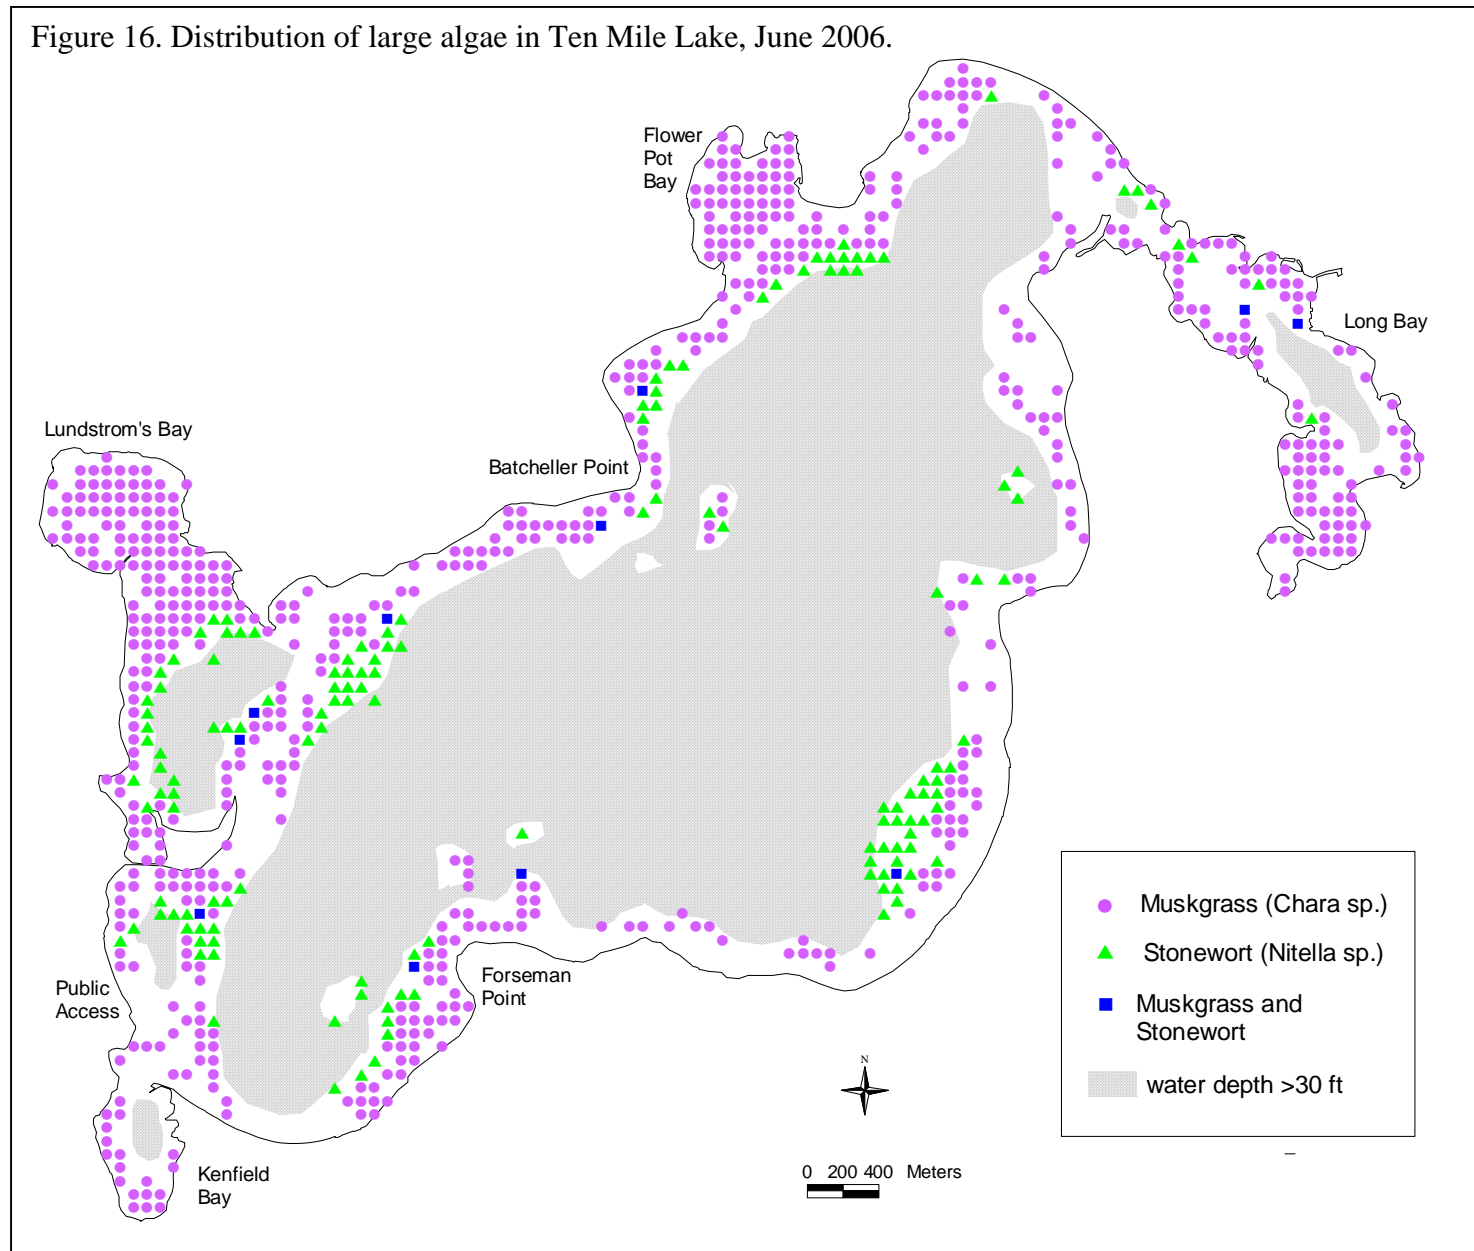 Figure 16. Distribution of large algae in Ten Mile Lake, June 2006.
Flower
Pot
Bay
Long Bay
Lundstrom's Bay
Batcheller Point
Forseman
Point
Public
Access
Kenfield
Bay
N
0 200 400 Meters
Muskgrass (Chara sp.)
Stonewort (Nitella sp.)
Muskgrass and
Stonewort
water depth >30 ft